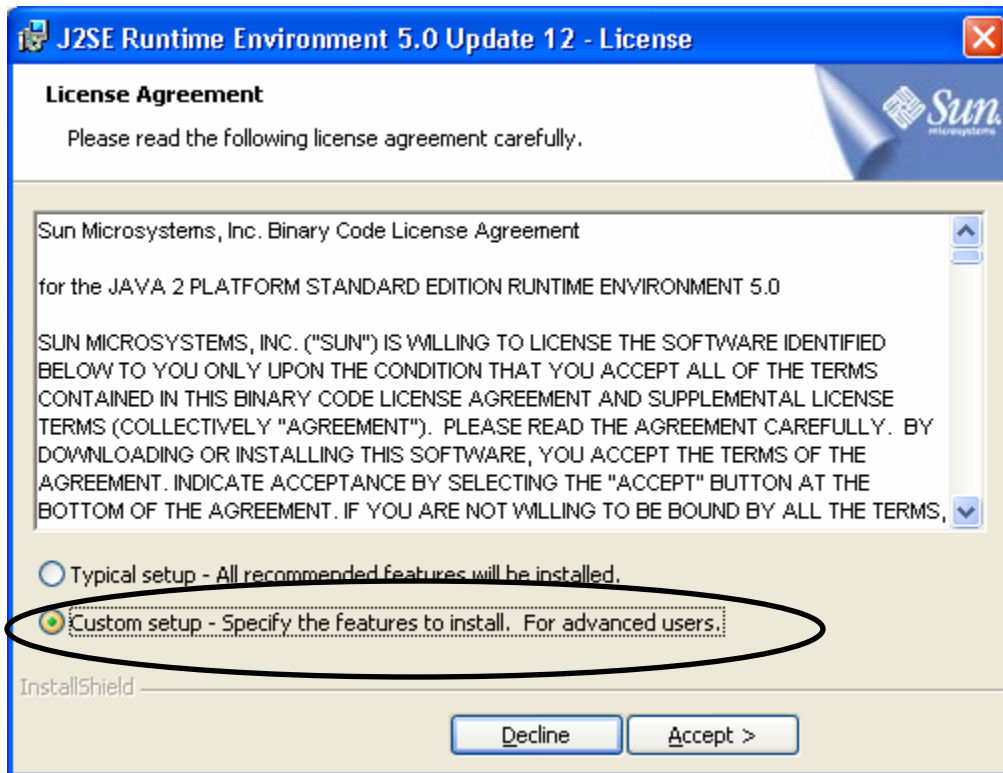 J2SE Runtime Environment 5.0 Update 12 - License
License Agreement
Please read the following license agreement carefully.
Sun
microsystems
Sun Microsystems, Inc. Binary Code License Agreement
for the JAVA 2 PLATFORM STANDARD EDITION RUNTIME ENVIRONMENT 5.0
SUN MICROSYSTEMS, INC. ("SUN") IS WILLING TO LICENSE THE SOFTWARE IDENTIFIED
BELOW TO YOU ONLY UPON THE CONDITION THAT YOU ACCEPT ALL OF THE TERMS
CONTAINED IN THIS BINARY CODE LICENSE AGREEMENT AND SUPPLEMENTAL LICENSE
TERMS (COLLECTIVELY "AGREEMENT").  PLEASE READ THE AGREEMENT CAREFULLY.  BY
DOWNLOADING OR INSTALLING THIS SOFTWARE, YOU ACCEPT THE TERMS OF THE
AGREEMENT. INDICATE ACCEPTANCE BY SELECTING THE "ACCEPT" BUTTON AT THE
BOTTOM OF THE AGREEMENT. IF YOU ARE NOT WILLING TO BE BOUND BY ALL THE TERMS,
Typical setup - All recommended features will be installed.
Custom setup - Specify the features to install.  For advanced users.
InstallShield
Decline
Accept >